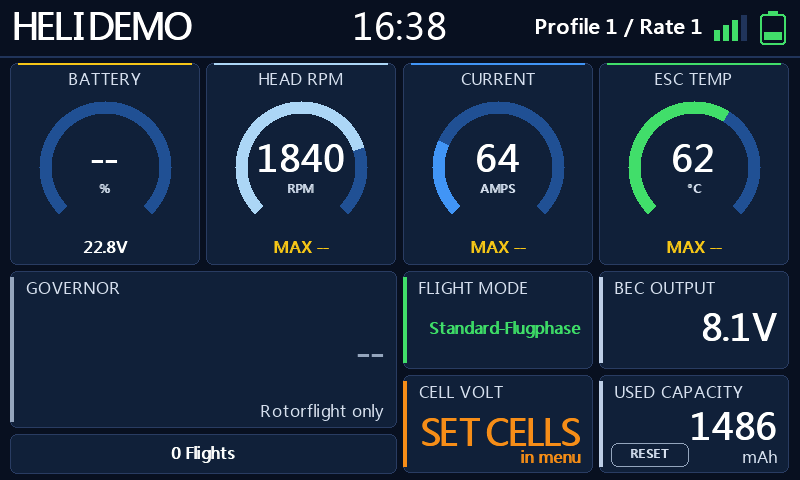 HELI DEMO
16:38
Profile 1 / Rate 1
BATTERY
--
%
22.8V
HEAD RPM
1840
RPM
MAX --
CURRENT
64
AMPS
MAX --
ESC TEMP
62
°C
MAX --
GOVERNOR
--
Rotorflight only
0 Flights
FLIGHT MODE
Standard-Flugphase
BEC OUTPUT
8.1V
CELL VOLT
SET CELLS
in menu
USED CAPACITY
1486
RESET
mAh